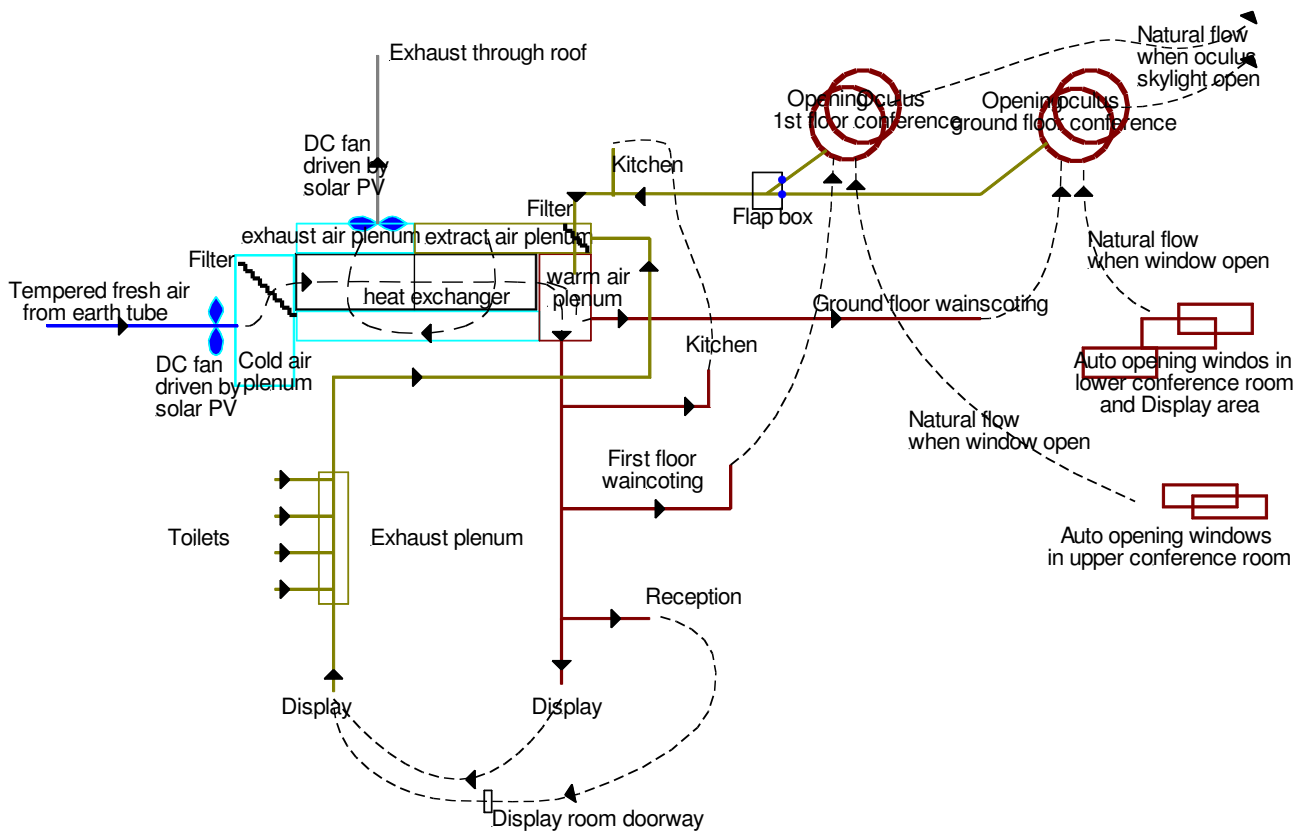 Exhaust through roof
Natural flow
when oculus
skylight open
Opening Oculus
1st floor conference
Opening oculus
ground floor conference
DC fan
driven by
solar PV
Kitchen
Filter
Flap box
exhaust air plenum
extract air plenum
Natural flow
when window open
Filter
warm air
plenum
heat exchanger
Tempered fresh air
from earth tube
Ground floor wainscoting
Kitchen
DC fan
driven by
solar PV
Cold air
plenum
Auto opening windos in
lower conference room
and Display area
Natural flow
when window open
First floor
waincoting
Toilets
Exhaust plenum
Auto opening windows
in upper conference room
Reception
Display
Display
Display room doorway